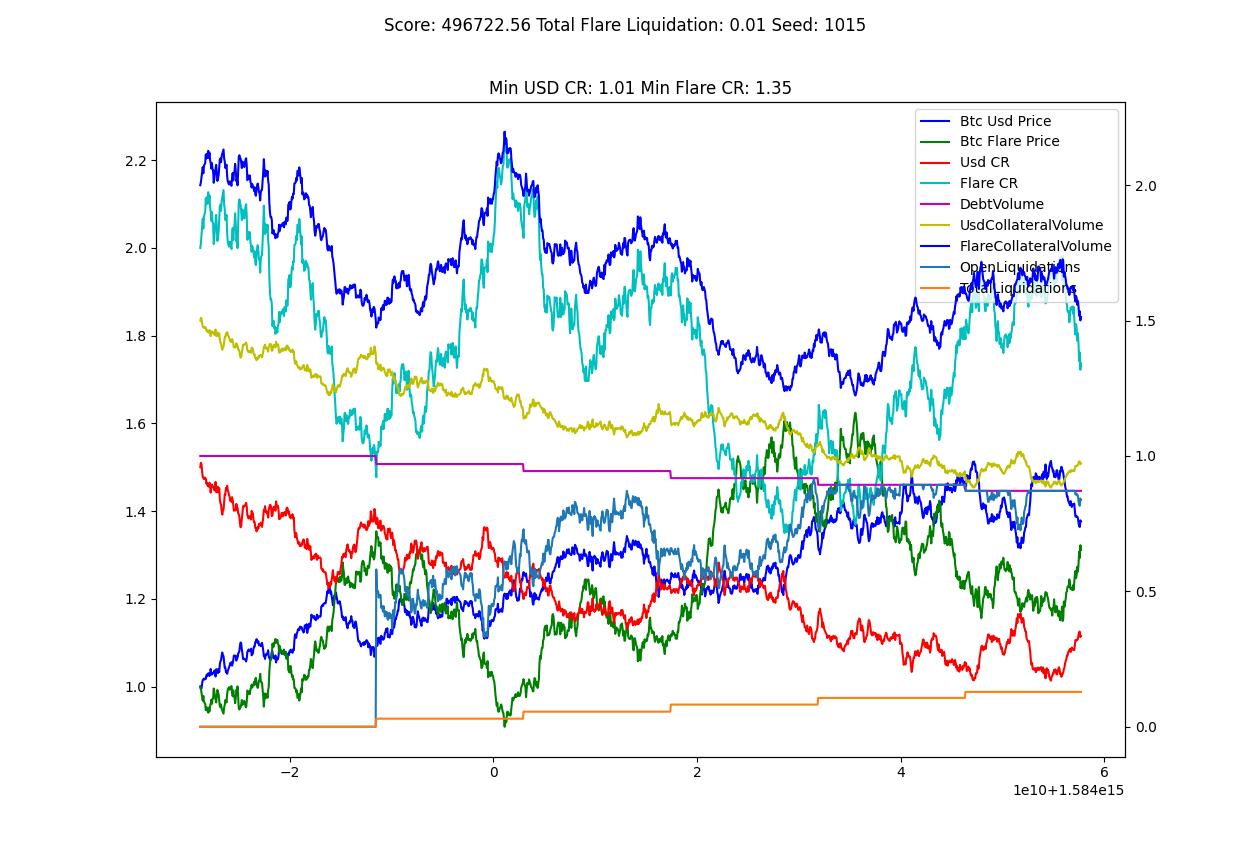 Score: 496722.56 Total Flare Liquidation: 0.01 Seed: 1015
Min USD CR: 1.01 Min Flare CR: 1.35
Btc Usd Price
Btc Flare Price
Usd CR
Flare CR
DebtVolume
UsdCollateralVolume
FlareCollateralVolume
OpenLiquidations
TotalLiquidations
2.2
2.0
1.8
1.6
1.4
1.2
1.0
2.0
1.5
1.0
0.5
0.0
−2
0
2
4
6
1e10+1.584e15